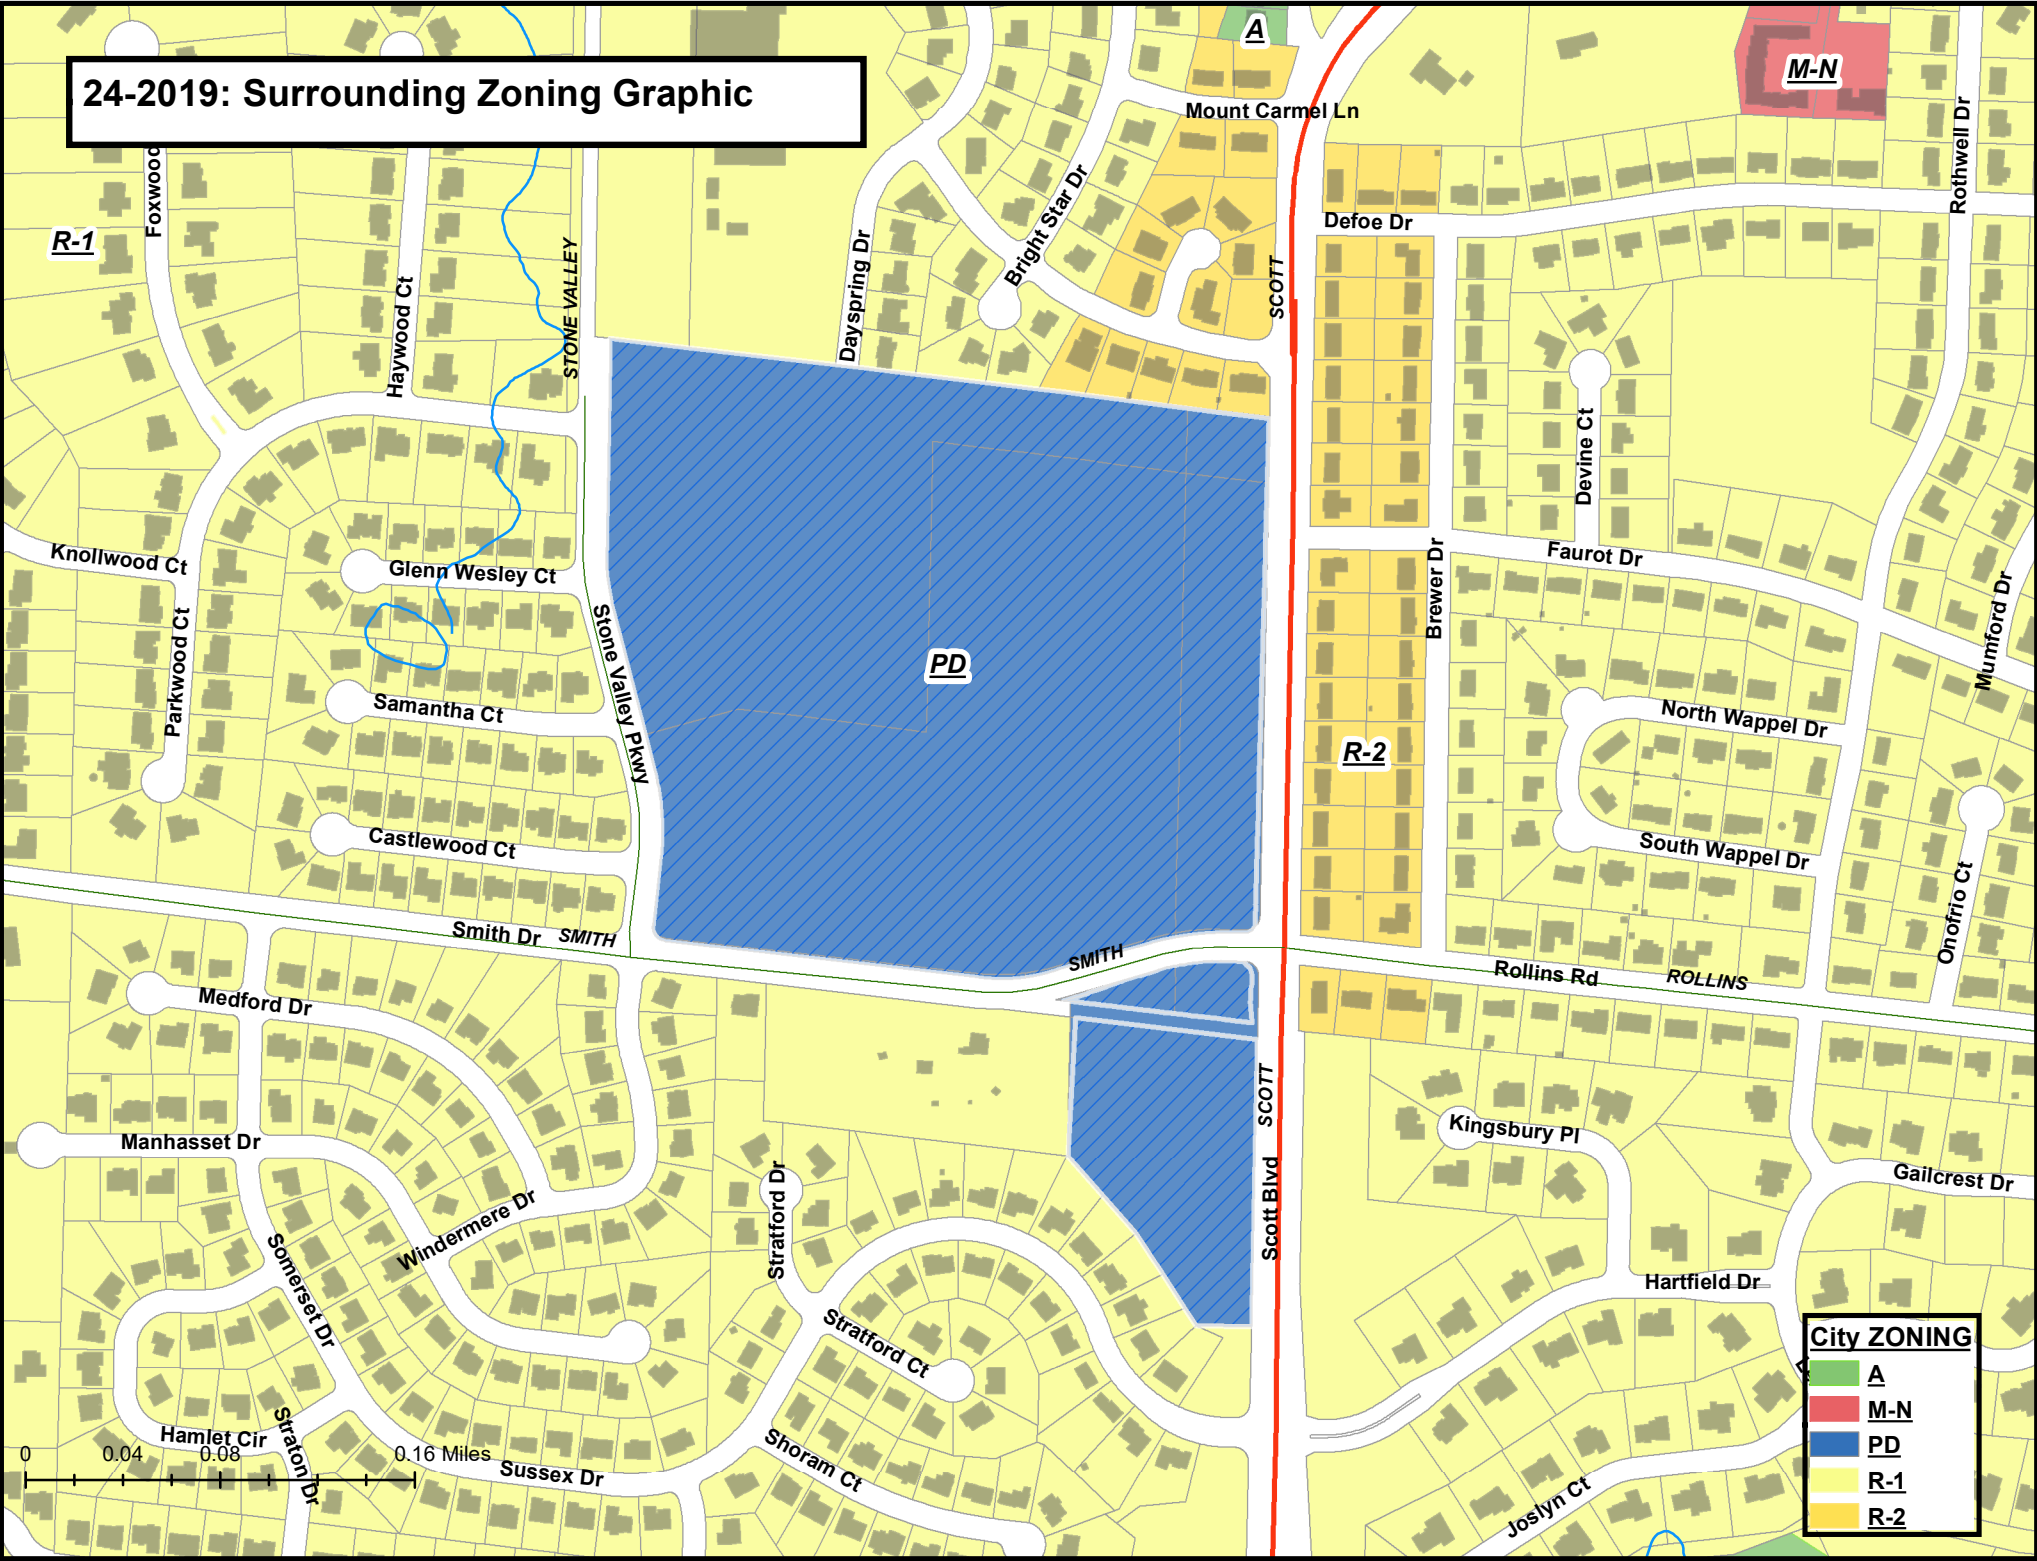 A
M-N
24-2019: Surrounding Zoning Graphic
Mount Carmel Ln
Rothwell Dr
Foxwood
R-1
Haywood Ct
STONE VALLEY
Dayspring Dr
Bright Star Dr
SCOTT
Defoe Dr
Devine Ct
Knollwood Ct
Glenn Wesley Ct
Faurot Dr
Brewer Dr
Mumford Dr
Parkwood Ct
Stone Valley Pkwy
PD
Samantha Ct
North Wappel Dr
R-2
Castlewood Ct
South Wappel Dr
Onofrio Ct
Smith Dr
SMITH
SMITH
Rollins Rd
ROLLINS
Medford Dr
SCOTT
Kingsbury Pl
Manhasset Dr
Stratford Dr
Scott Blvd
Gailcrest Dr
Windermere Dr
Somerset Dr
Hartfield Dr
Stratford Ct
City ZONING
A
M-N
PD
R-1
R-2
Hamlet Cir
Straton Dr
0 0.04 0.08 0.16 Miles
Sussex Dr
Shoram Ct
Joslyn Ct